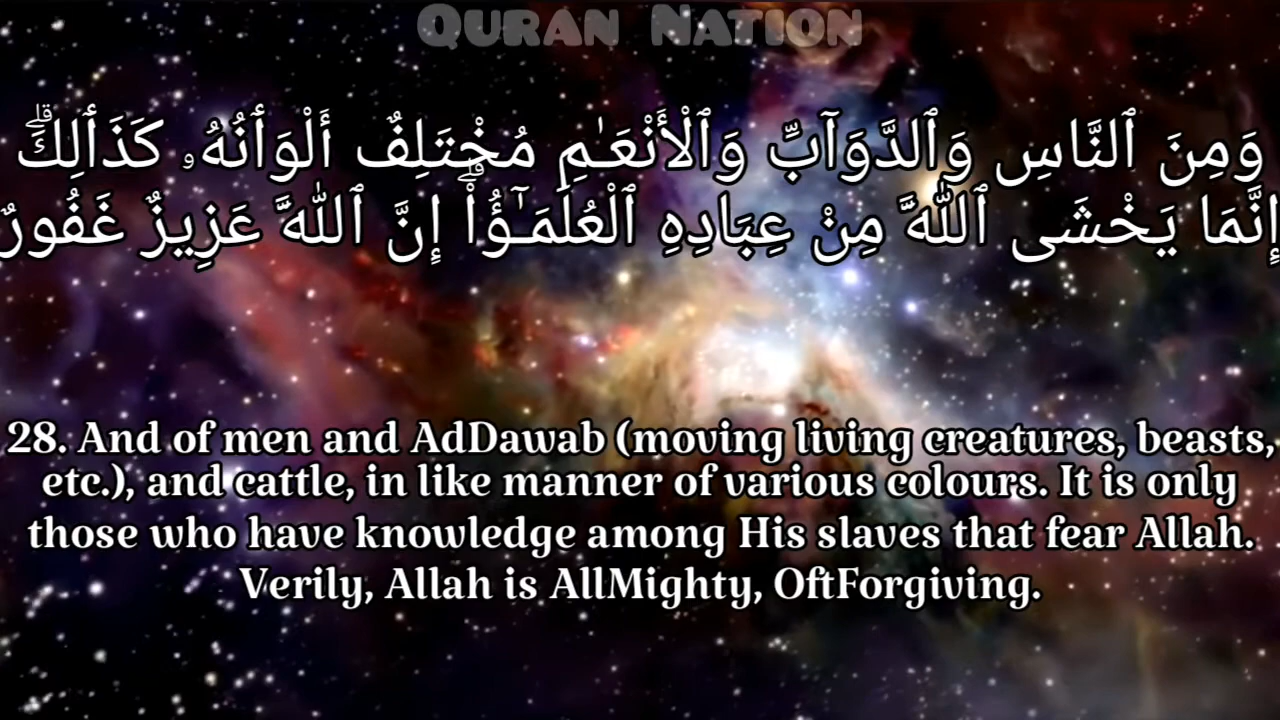 QURAN NATION
وَمِنَ ٱلنَّاسِ وَٱلدَّوَآبِّ وَٱلْأَنْعَـٰمِ مُخْتَلِفٌ أَلْوَٲنُهُۥ كَذَٲلِكَۗ
إِنَّمَا يَخْشَى ٱللَّهَ مِنْ عِبَادِهِ ٱلْعُلَمَـٰٓؤُاْۗ إِنَّ ٱللَّهَ عَزِيزٌ غَفُورٌ
28. And of men and AdDawab (moving living creatures, beasts,
etc.), and cattle, in like manner of various colours. It is only
those who have knowledge among His slaves that fear Allah.
Verily, Allah is AllMighty, OftForgiving.